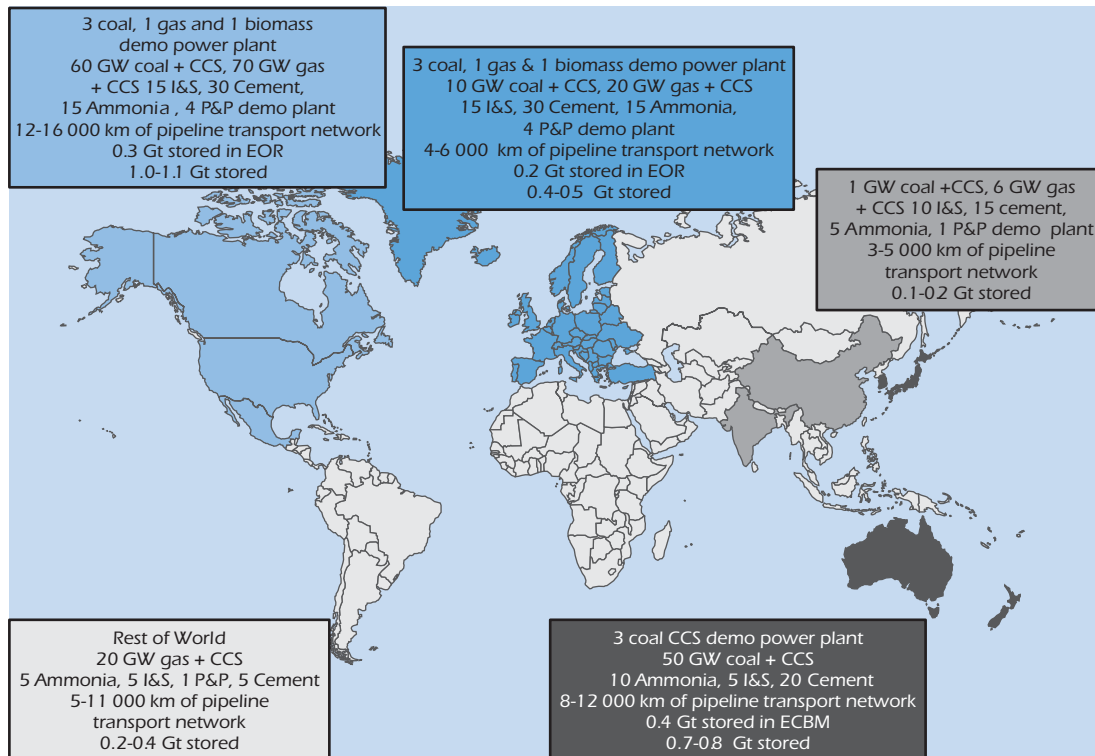 3 coal, 1 gas and 1 biomass
demo power plant
60 GW coal + CCS, 70 GW gas
+ CCS 15 I&S, 30 Cement,
15 Ammonia , 4 P&P demo plant
12-16 000 km of pipeline transport network
0.3 Gt stored in EOR
1.0-1.1 Gt stored
3 coal, 1 gas & 1 biomass demo power plant
10 GW coal + CCS, 20 GW gas + CCS
15 I&S, 30 Cement, 15 Ammonia,
4 P&P demo plant
4-6 000 km of pipeline transport network
0.2 Gt stored in EOR
0.4-0.5 Gt stored
1 GW coal +CCS, 6 GW gas
+ CCS 10 I&S, 15 cement,
5 Ammonia, 1 P&P demo plant
3-5 000 km of pipeline
transport network
0.1-0.2 Gt stored
Rest of World
20 GW gas + CCS
5 Ammonia, 5 I&S, 1 P&P, 5 Cement
5-11 000 km of pipeline
transport network
0.2-0.4 Gt stored
3 coal CCS demo power plant
50 GW coal + CCS
10 Ammonia, 5 I&S, 20 Cement
8-12 000 km of pipeline transport network
0.4 Gt stored in ECBM
0.7-0.8 Gt stored